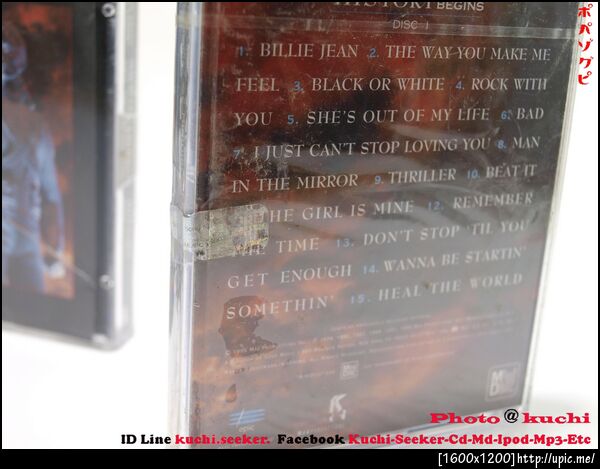 HISTORY BEGINS
DISC I
1. BILLIE JEAN 2. THE WAY YOU MAKE ME
FEEL 3. BLACK OR WHITE 4. ROCK WITH
YOU 5. SHE'S OUT OF MY LIFE 6. BAD
7. I JUST CAN'T STOP LOVING YOU 8. MAN
IN THE MIRROR 9. THRILLER 10. BEAT IT
THE GIRL IS MINE 12. REMEMBER
THE TIME 13. DON'T STOP 'TIL YOU
GET ENOUGH 14. WANNA BE STARTIN'
SOMETHIN' 15. HEAL THE WORLD
epic
ポパゾグピ
Photo @ kuchi
ID Line kuchi.seeker. Facebook Kuchi-Seeker-Cd-Md-Ipod-Mp3-Etc
[1600x1200]http://upic.me/